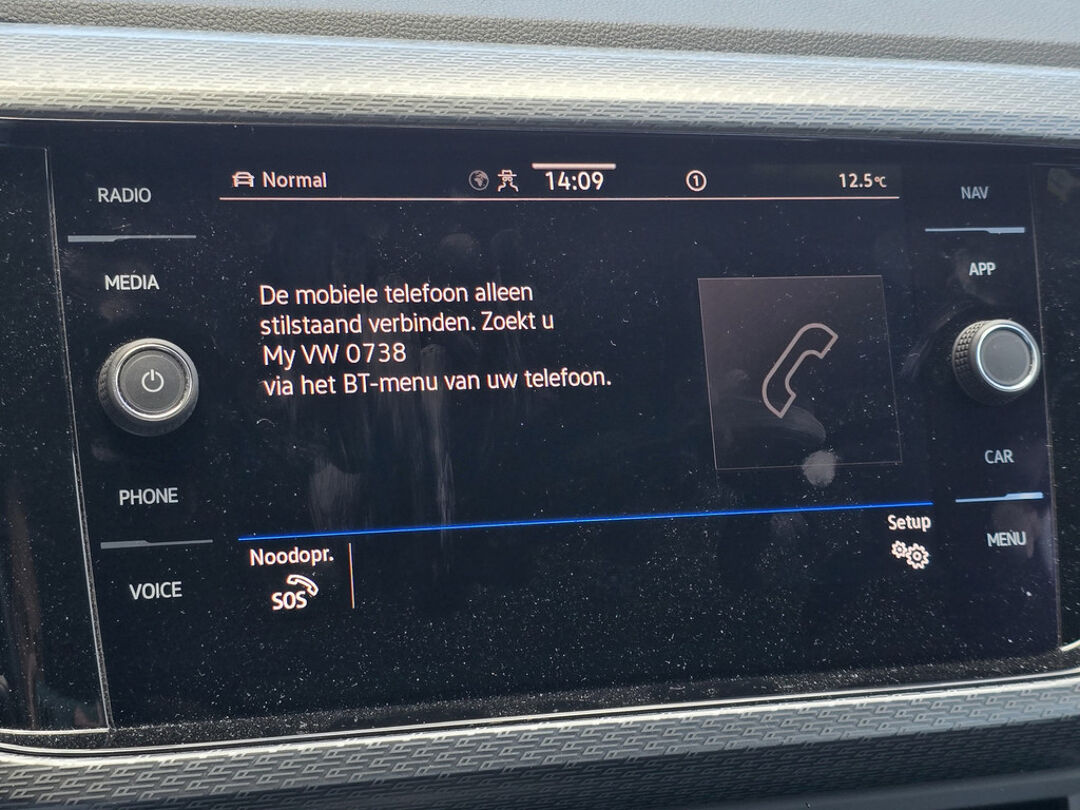 RADIO
MEDIA
PHONE
VOICE
Normal
14:09
1
12.5°C
De mobiele telefoon alleen
stilstaand verbinden. Zoekt u
My VW 0738
via het BT-menu van uw telefoon.
Noodopr.
SOS
Setup
NAV
APP
CAR
MENU